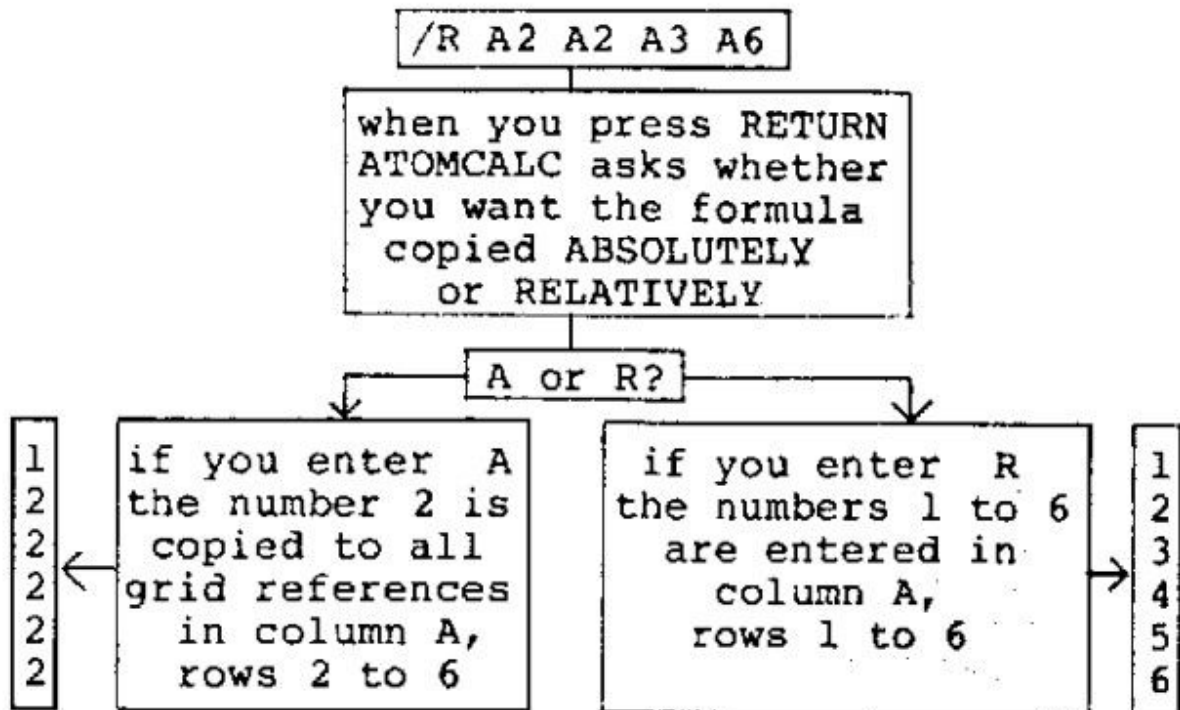 /R A2 A2 A3 A6
when you press RETURN
ATOMCALC asks whether
you want the formula
copied ABSOLUTELY
or RELATIVELY
A or R?
1
2
2
2
2
2
if you enter A
the number 2 is
copied to all
grid references
in column A,
rows 2 to 6
if you enter R
the numbers 1 to 6
are entered in
column A,
rows 1 to 6
1
2
3
4
5
6